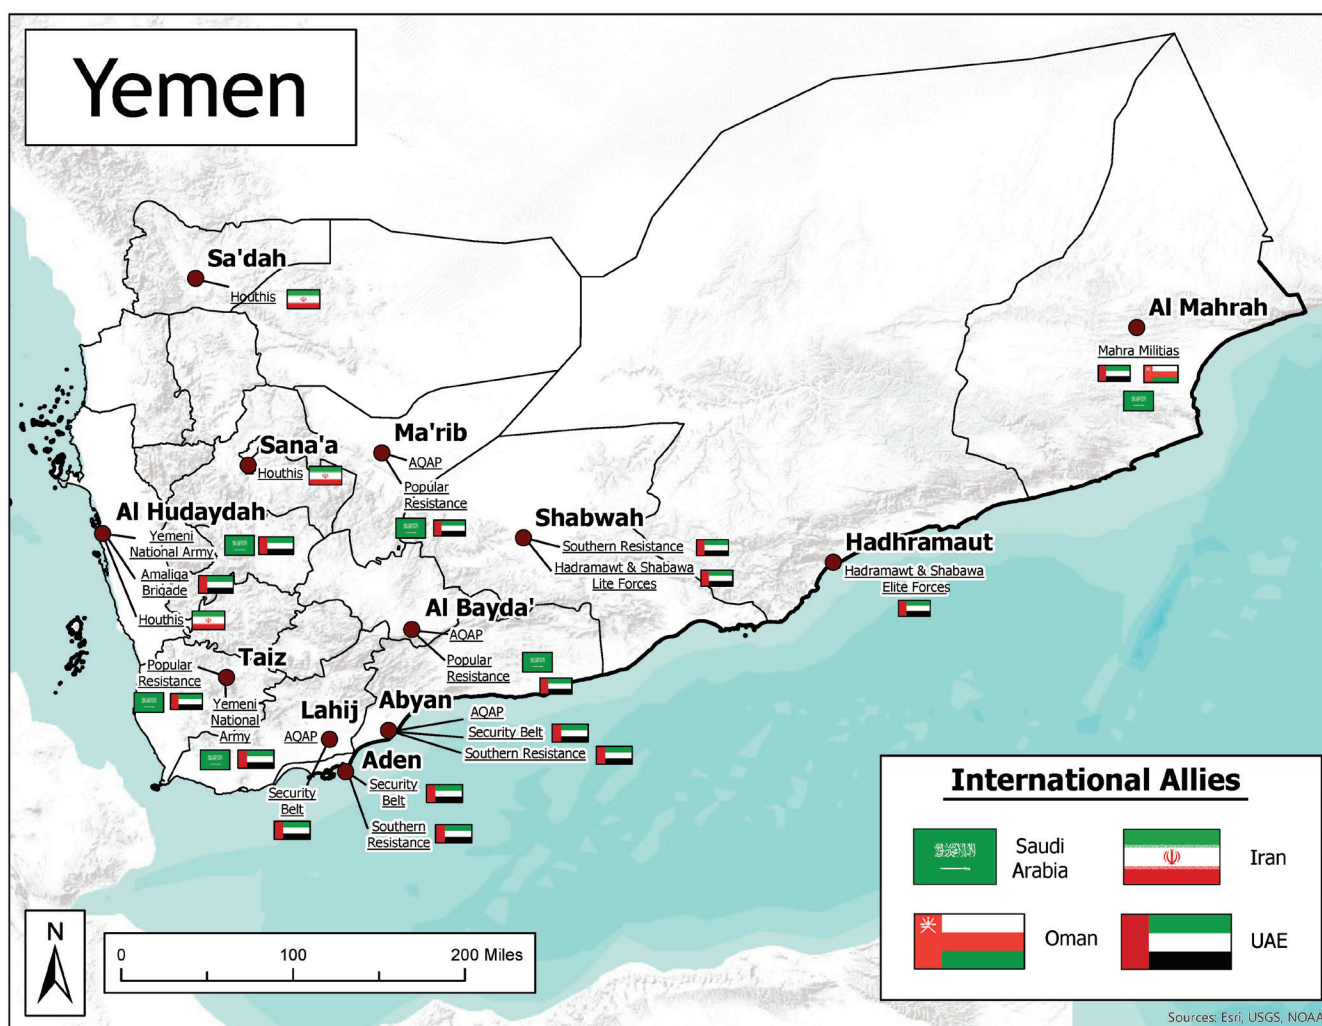 Yemen
Sa'dah
Houthis
Al Mahrah
Mahra Militias
Sana'a
Houthis
Ma'rib
AQAP
Popular
Resistance
Al Hudaydah
Yemeni
National Army
Amaliqa
Brigade
Houthis
Shabwah
Southern Resistance
Hadramawt & Shabawa
Lite Forces
Hadhramaut
Hadramawt & Shabawa
Elite Forces
Al Bayda'
AQAP
Popular
Resistance
Taiz
Popular
Resistance
Yemeni
National
Army
Lahij
AQAP
Security
Belt
Abyan
AQAP
Security Belt
Southern Resistance
Aden
Security
Belt
Southern
Resistance
International Allies
Saudi
Arabia
Iran
Oman
UAE
N
0 100 200 Miles
Sources: Esri, USGS, NOAA